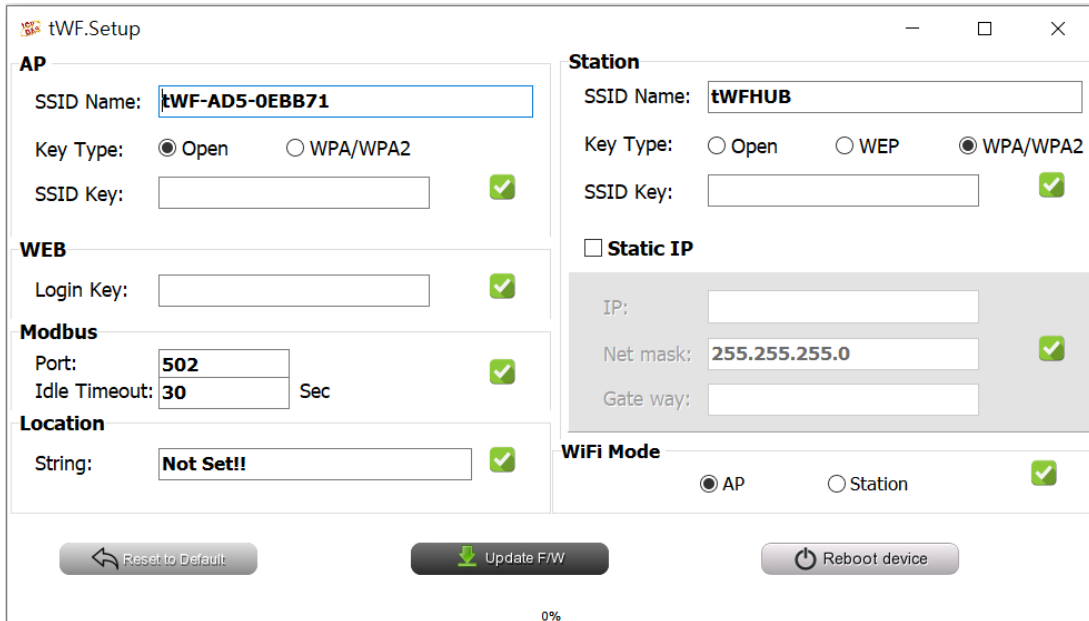 tWF.Setup
AP
SSID Name: tWF-AD5-0EBB71
Key Type: Open WPA/WPA2
SSID Key:
WEB
Login Key:
Modbus
Port: 502
Idle Timeout: 30 Sec
Location
String: Not Set!!
Station
SSID Name: tWFHUB
Key Type: Open WEP WPA/WPA2
SSID Key:
Static IP
IP:
Net mask: 255.255.255.0
Gate way:
WiFi Mode
AP Station
Reset to Default Update F/W Reboot device
0%